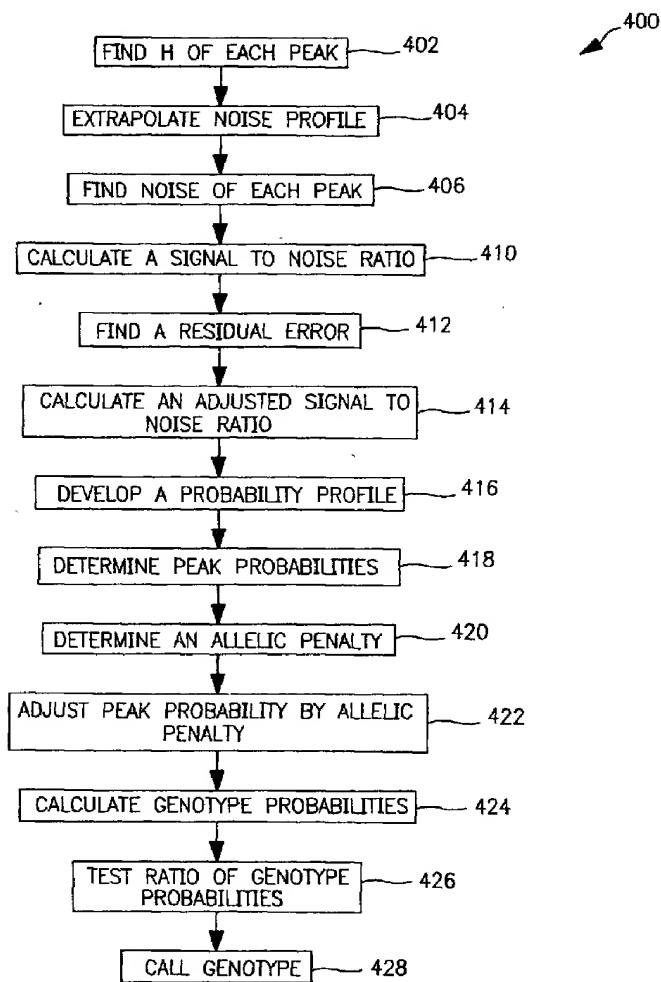 400
FIND H OF EACH PEAK
402
EXTRAPOLATE NOISE PROFILE
404
FIND NOISE OF EACH PEAK
406
CALCULATE A SIGNAL TO NOISE RATIO
410
FIND A RESIDUAL ERROR
412
CALCULATE AN ADJUSTED SIGNAL TO
NOISE RATIO
414
DEVELOP A PROBABILITY PROFILE
416
DETERMINE PEAK PROBABILITIES
418
DETERMINE AN ALLELIC PENALTY
420
ADJUST PEAK PROBABILITY BY ALLELIC
PENALTY
422
CALCULATE GENOTYPE PROBABILITIES
424
TEST RATIO OF GENOTYPE
PROBABILITIES
426
CALL GENOTYPE
428